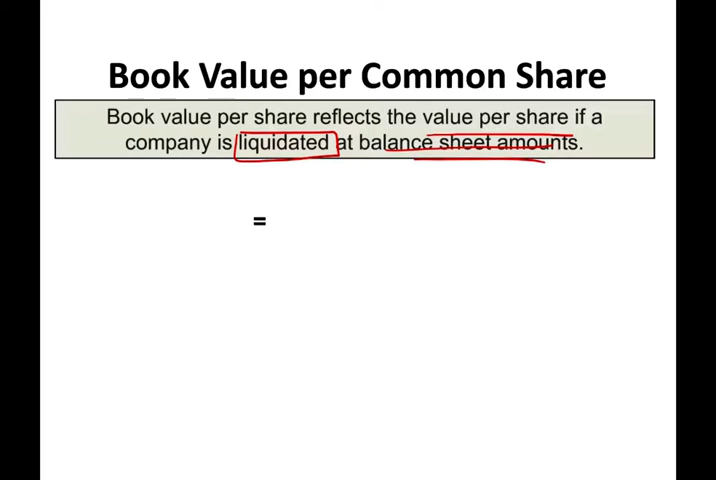 Book Value per Common Share
Book value per share reflects the value per share if a
company is liquidated at balance sheet amounts.
=